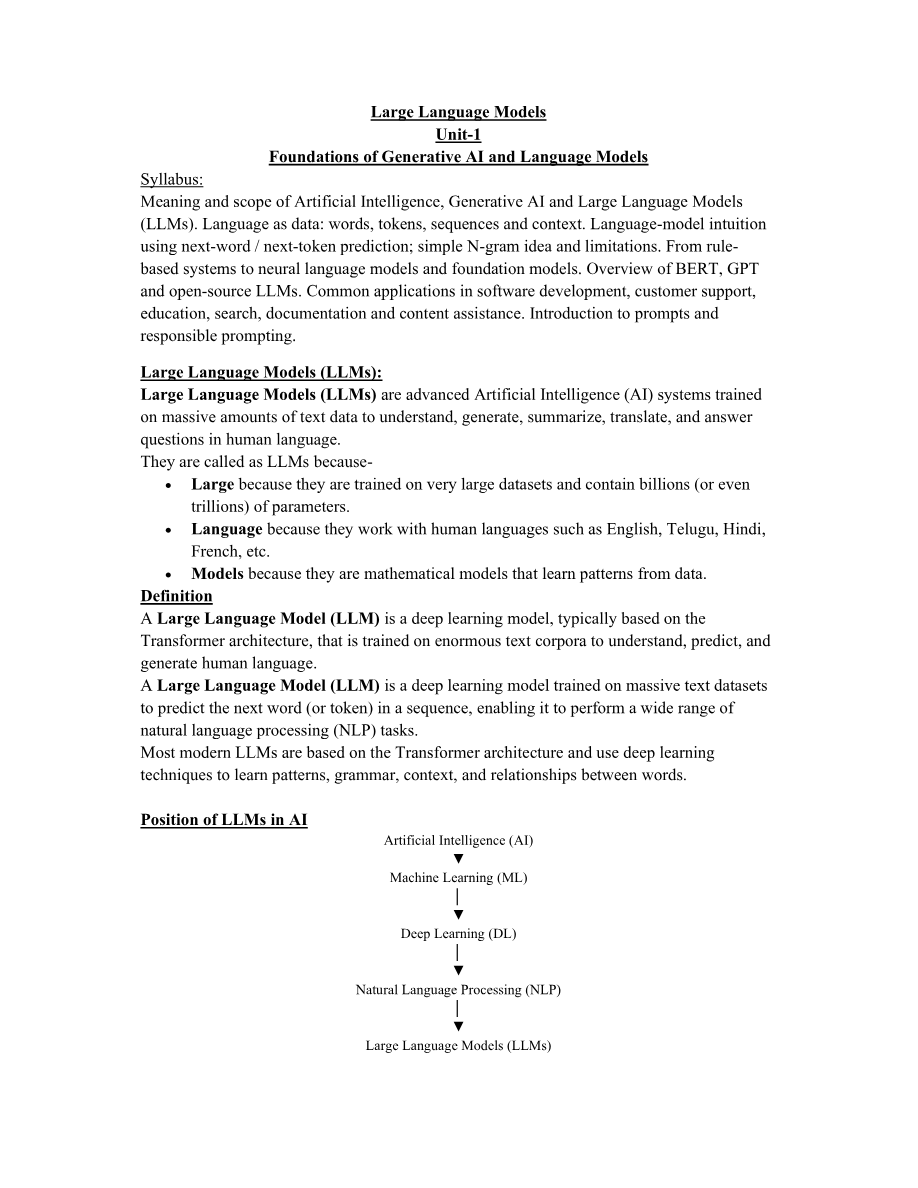 Large Language Models
Unit-1
Foundations of Generative AI and Language Models
Syllabus:
Meaning and scope of Artificial Intelligence, Generative AI and Large Language Models
(LLMs). Language as data: words, tokens, sequences and context. Language-model intuition
using next-word / next-token prediction; simple N-gram idea and limitations. From rule-
based systems to neural language models and foundation models. Overview of BERT, GPT
and open-source LLMs. Common applications in software development, customer support,
education, search, documentation and content assistance. Introduction to prompts and
responsible prompting.
Large Language Models (LLMs):
Large Language Models (LLMs) are advanced Artificial Intelligence (AI) systems trained
on massive amounts of text data to understand, generate, summarize, translate, and answer
questions in human language.
They are called as LLMs because-
• Large because they are trained on very large datasets and contain billions (or even
trillions) of parameters.
• Language because they work with human languages such as English, Telugu, Hindi,
French, etc.
• Models because they are mathematical models that learn patterns from data.
Definition
A Large Language Model (LLM) is a deep learning model, typically based on the
Transformer architecture, that is trained on enormous text corpora to understand, predict, and
generate human language.
A Large Language Model (LLM) is a deep learning model trained on massive text datasets
to predict the next word (or token) in a sequence, enabling it to perform a wide range of
natural language processing (NLP) tasks.
Most modern LLMs are based on the Transformer architecture and use deep learning
techniques to learn patterns, grammar, context, and relationships between words.
Position of LLMs in AI
Artificial Intelligence (AI)
▼
Machine Learning (ML)
│
▼
Deep Learning (DL)
│
▼
Natural Language Processing (NLP)
│
▼
Large Language Models (LLMs)